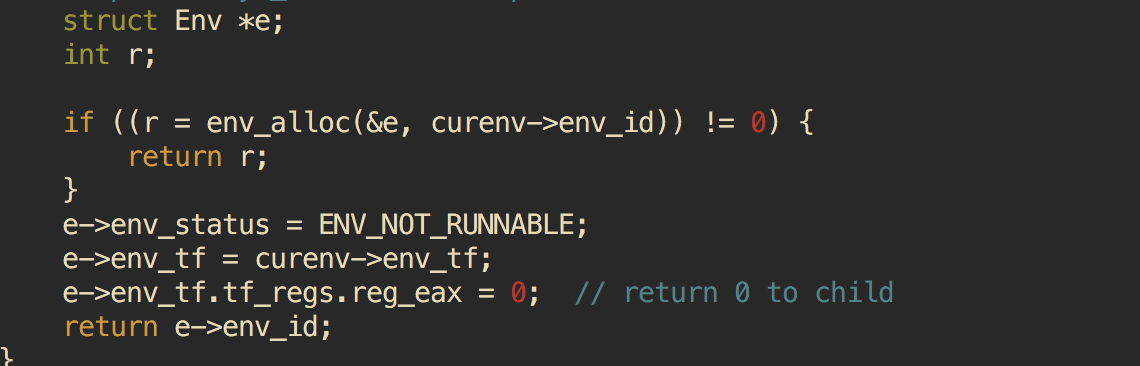 struct Env *e;
int r;
if ((r = env_alloc(&e, curenv->env_id)) != 0) {
return r;
}
e->env_status = ENV_NOT_RUNNABLE;
e->env_tf = curenv->env_tf;
e->env_tf.tf_regs.reg_eax = 0;  // return 0 to child
return e->env_id;
}